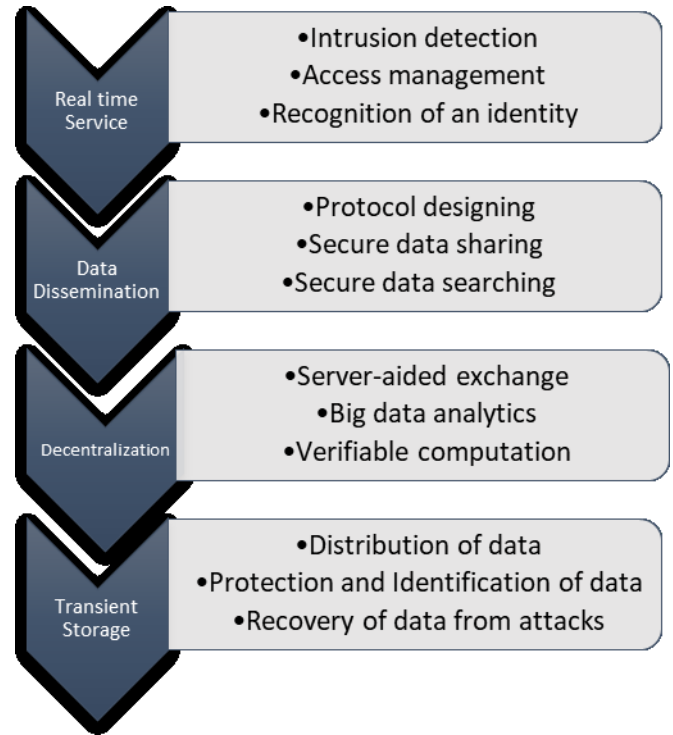 Real time
Service
•Intrusion detection
•Access management
•Recognition of an identity
Data
Dissemination
•Protocol designing
•Secure data sharing
•Secure data searching
Decentralization
•Server-aided exchange
•Big data analytics
•Verifiable computation
Transient
Storage
•Distribution of data
•Protection and Identification of data
•Recovery of data from attacks